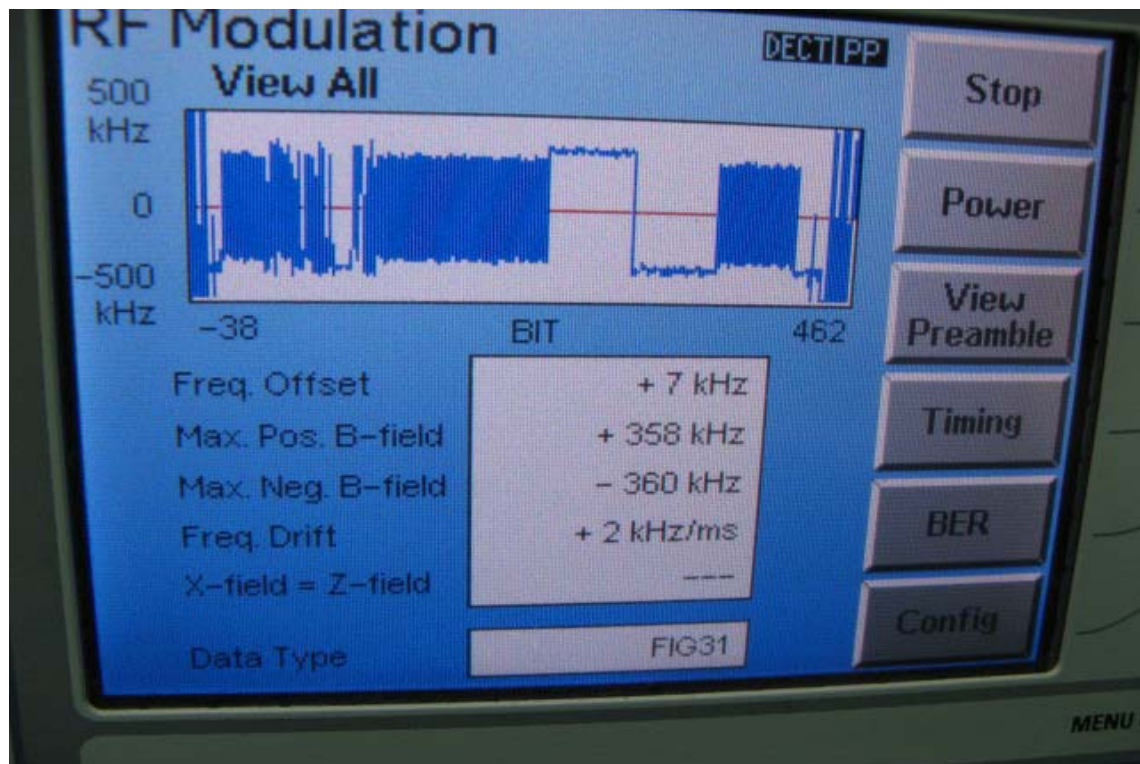 RF Modulation
DECT PP
View All
500
kHz
0
-500
kHz
-38 BIT 462
Freq. Offset + 7 kHz
Max. Pos. B-field + 358 kHz
Max. Neg. B-field - 360 kHz
Freq. Drift + 2 kHz/ms
X-field = Z-field ---
Data Type FIG31
Stop
Power
View
Preamble
Timing
BER
Config
MENU